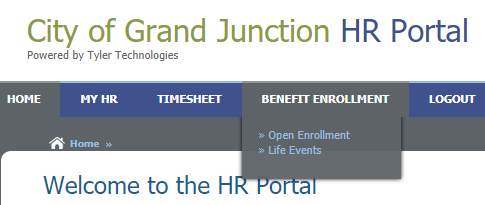 City of Grand Junction HR Portal
Powered by Tyler Technologies
HOME MY HR TIMESHEET BENEFIT ENROLLMENT LOGOUT
» Open Enrollment
Home »
» Life Events
Welcome to the HR Portal